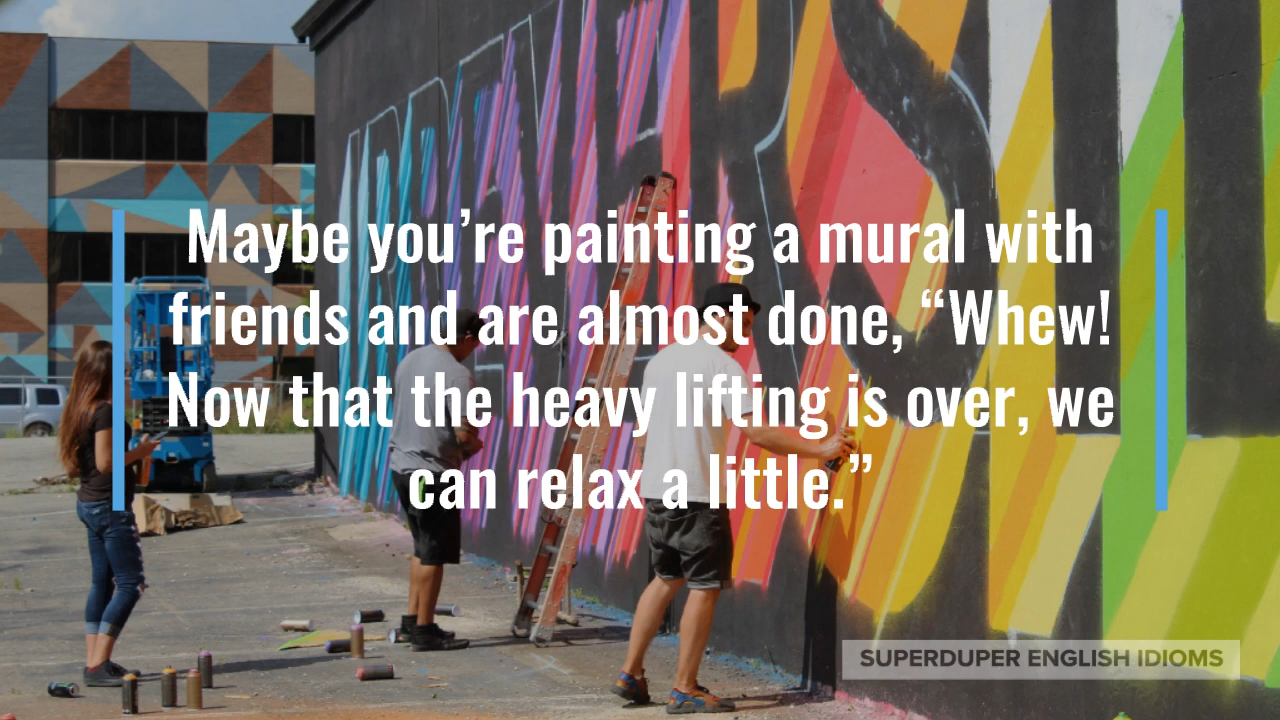 Maybe you’re painting a mural with
friends and are almost done, “Whew!
Now that the heavy lifting is over, we
can relax a little.”
SUPERDUPER ENGLISH IDIOMS